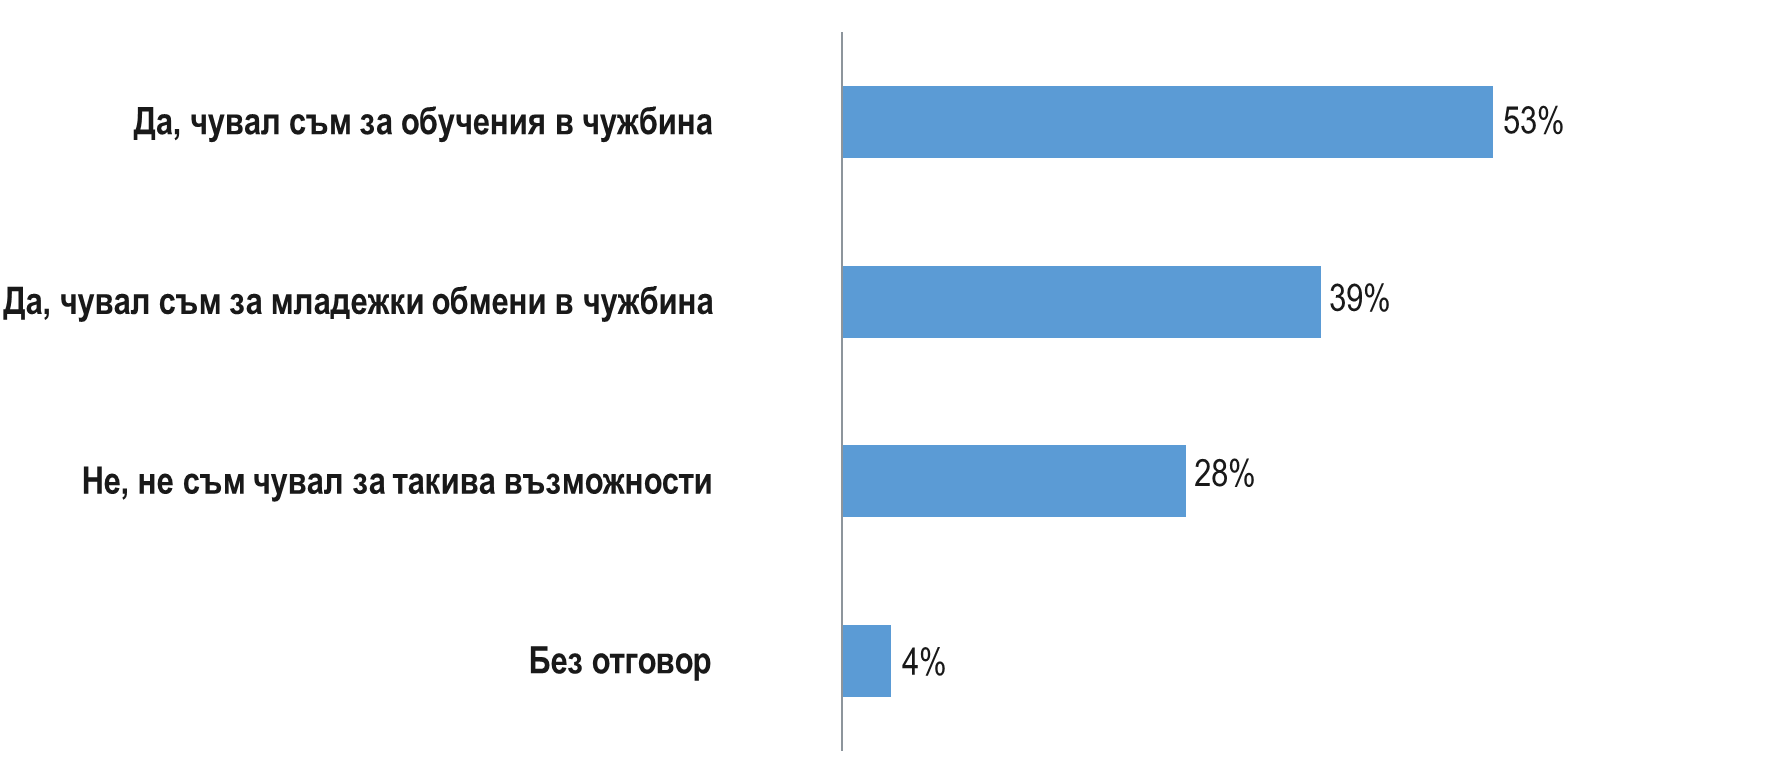 Да, чувал съм за обучения в чужбина 53%
Да, чувал съм за младежки обмени в чужбина 39%
Не, не съм чувал за такива възможности 28%
Без отговор 4%